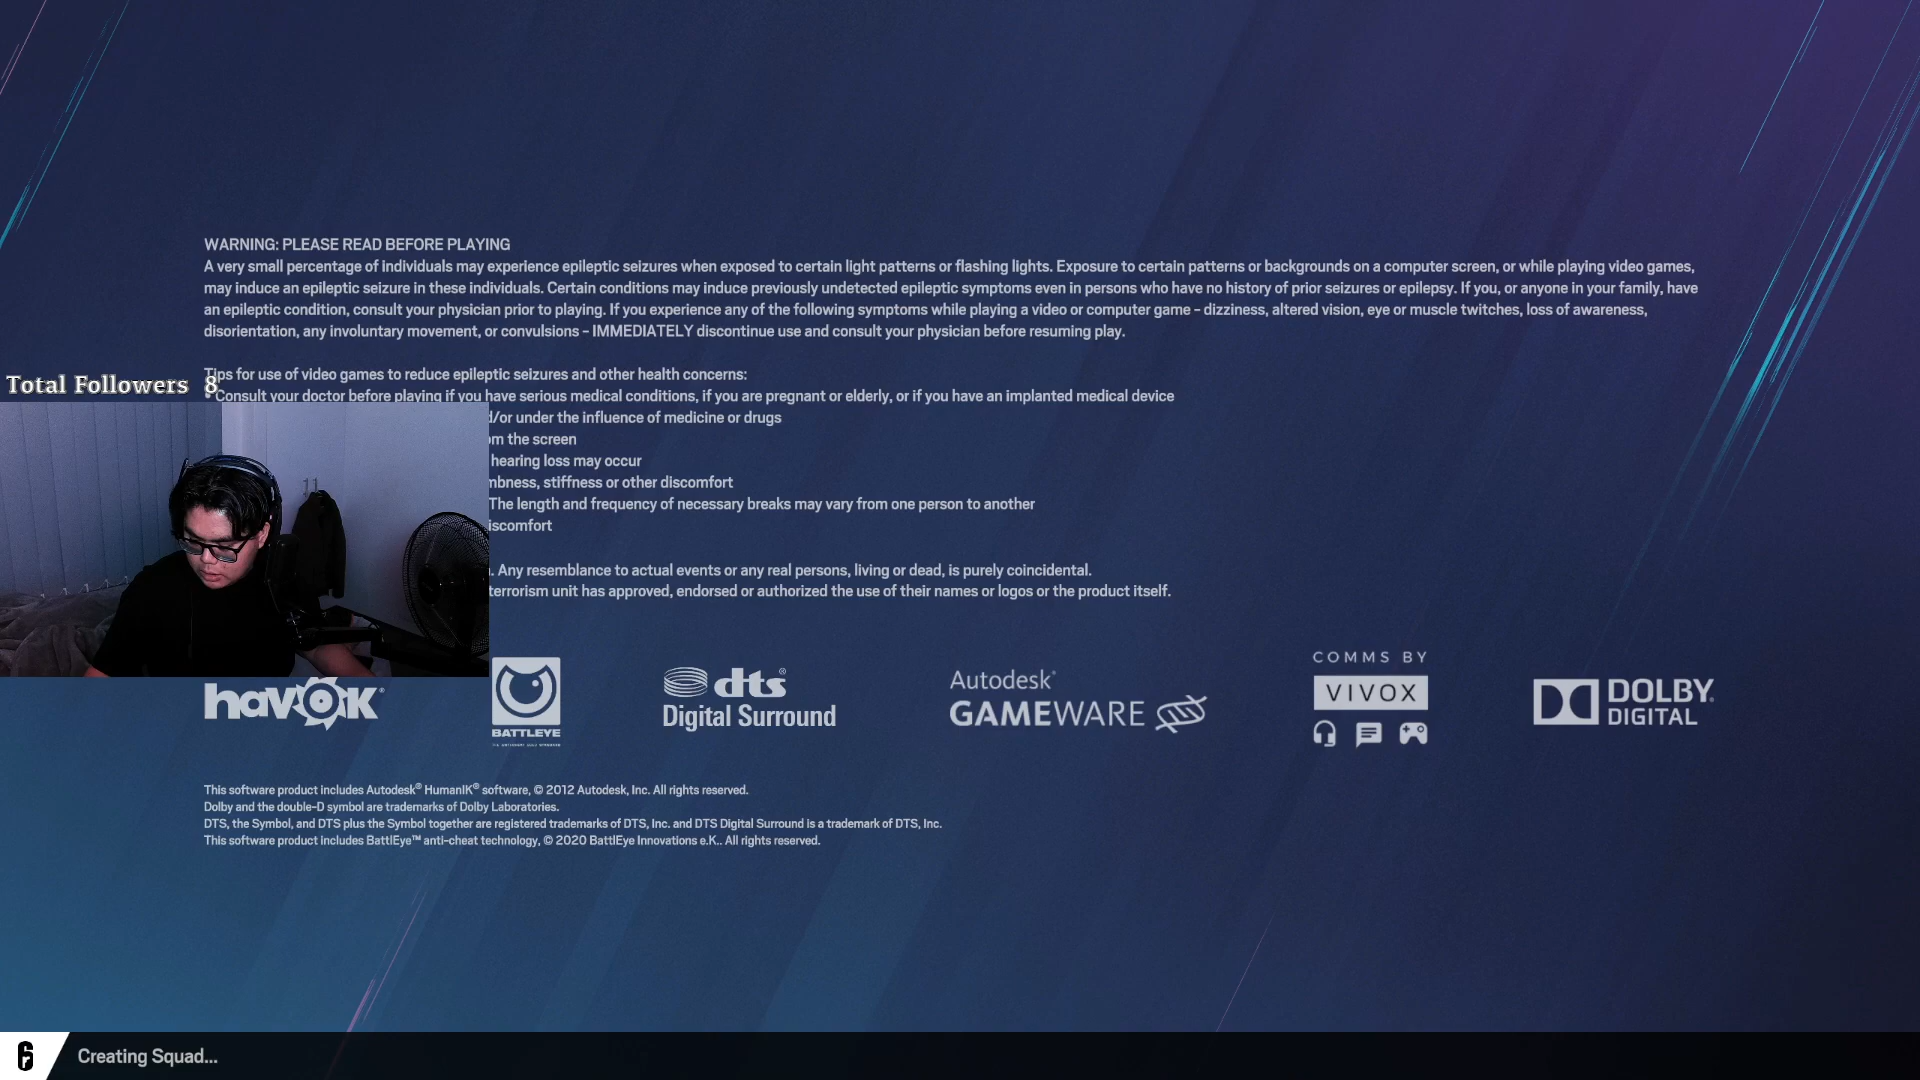 WARNING: PLEASE READ BEFORE PLAYING
A very small percentage of individuals may experience epileptic seizures when exposed to certain light patterns or flashing lights. Exposure to certain patterns or backgrounds on a computer screen, or while playing video games,
may induce an epileptic seizure in these individuals. Certain conditions may induce previously undetected epileptic symptoms even in persons who have no history of prior seizures or epilepsy. If you, or anyone in your family, have
an epileptic condition, consult your physician prior to playing. If you experience any of the following symptoms while playing a video or computer game - dizziness, altered vision, eye or muscle twitches, loss of awareness,
disorientation, any involuntary movement, or convulsions - IMMEDIATELY discontinue use and consult your physician before resuming play.
Tips for use of video games to reduce epileptic seizures and other health concerns:
Total Followers 8
• Consult your doctor before playing if you have serious medical conditions, if you are pregnant or elderly, or if you have an implanted medical device
d/or under the influence of medicine or drugs
om the screen
hearing loss may occur
mbness, stiffness or other discomfort
The length and frequency of necessary breaks may vary from one person to another
iscomfort
. Any resemblance to actual events or any real persons, living or dead, is purely coincidental.
terrorism unit has approved, endorsed or authorized the use of their names or logos or the product itself.
havok®
BATTLEYE
dts®
Digital Surround
Autodesk®
GAMEWARE
COMMS BY
VIVOX
DOLBY®
DIGITAL
This software product includes Autodesk® HumanIK® software, © 2012 Autodesk, Inc. All rights reserved.
Dolby and the double-D symbol are trademarks of Dolby Laboratories.
DTS, the Symbol, and DTS plus the Symbol together are registered trademarks of DTS, Inc. and DTS Digital Surround is a trademark of DTS, Inc.
This software product includes BattlEye™ anti-cheat technology, © 2020 BattlEye Innovations e.K.. All rights reserved.
6
Creating Squad...